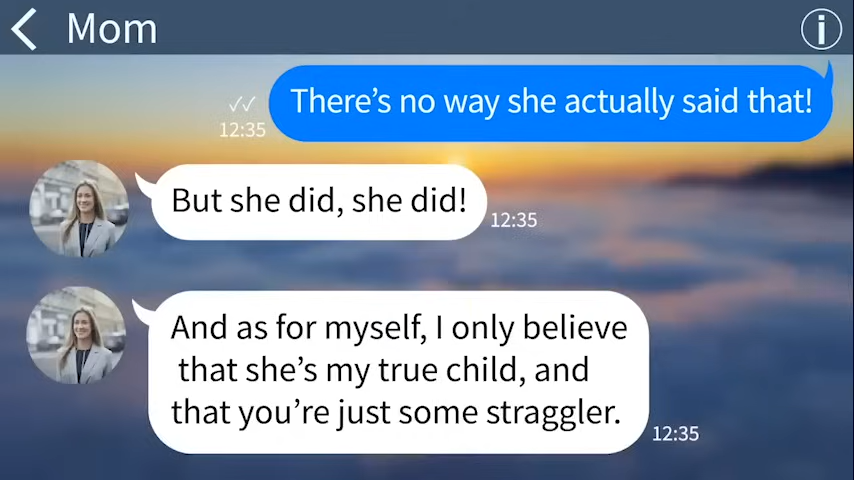 Mom
There's no way she actually said that!
12:35
But she did, she did!
12:35
And as for myself, I only believe
that she's my true child, and
that you're just some straggler.
12:35